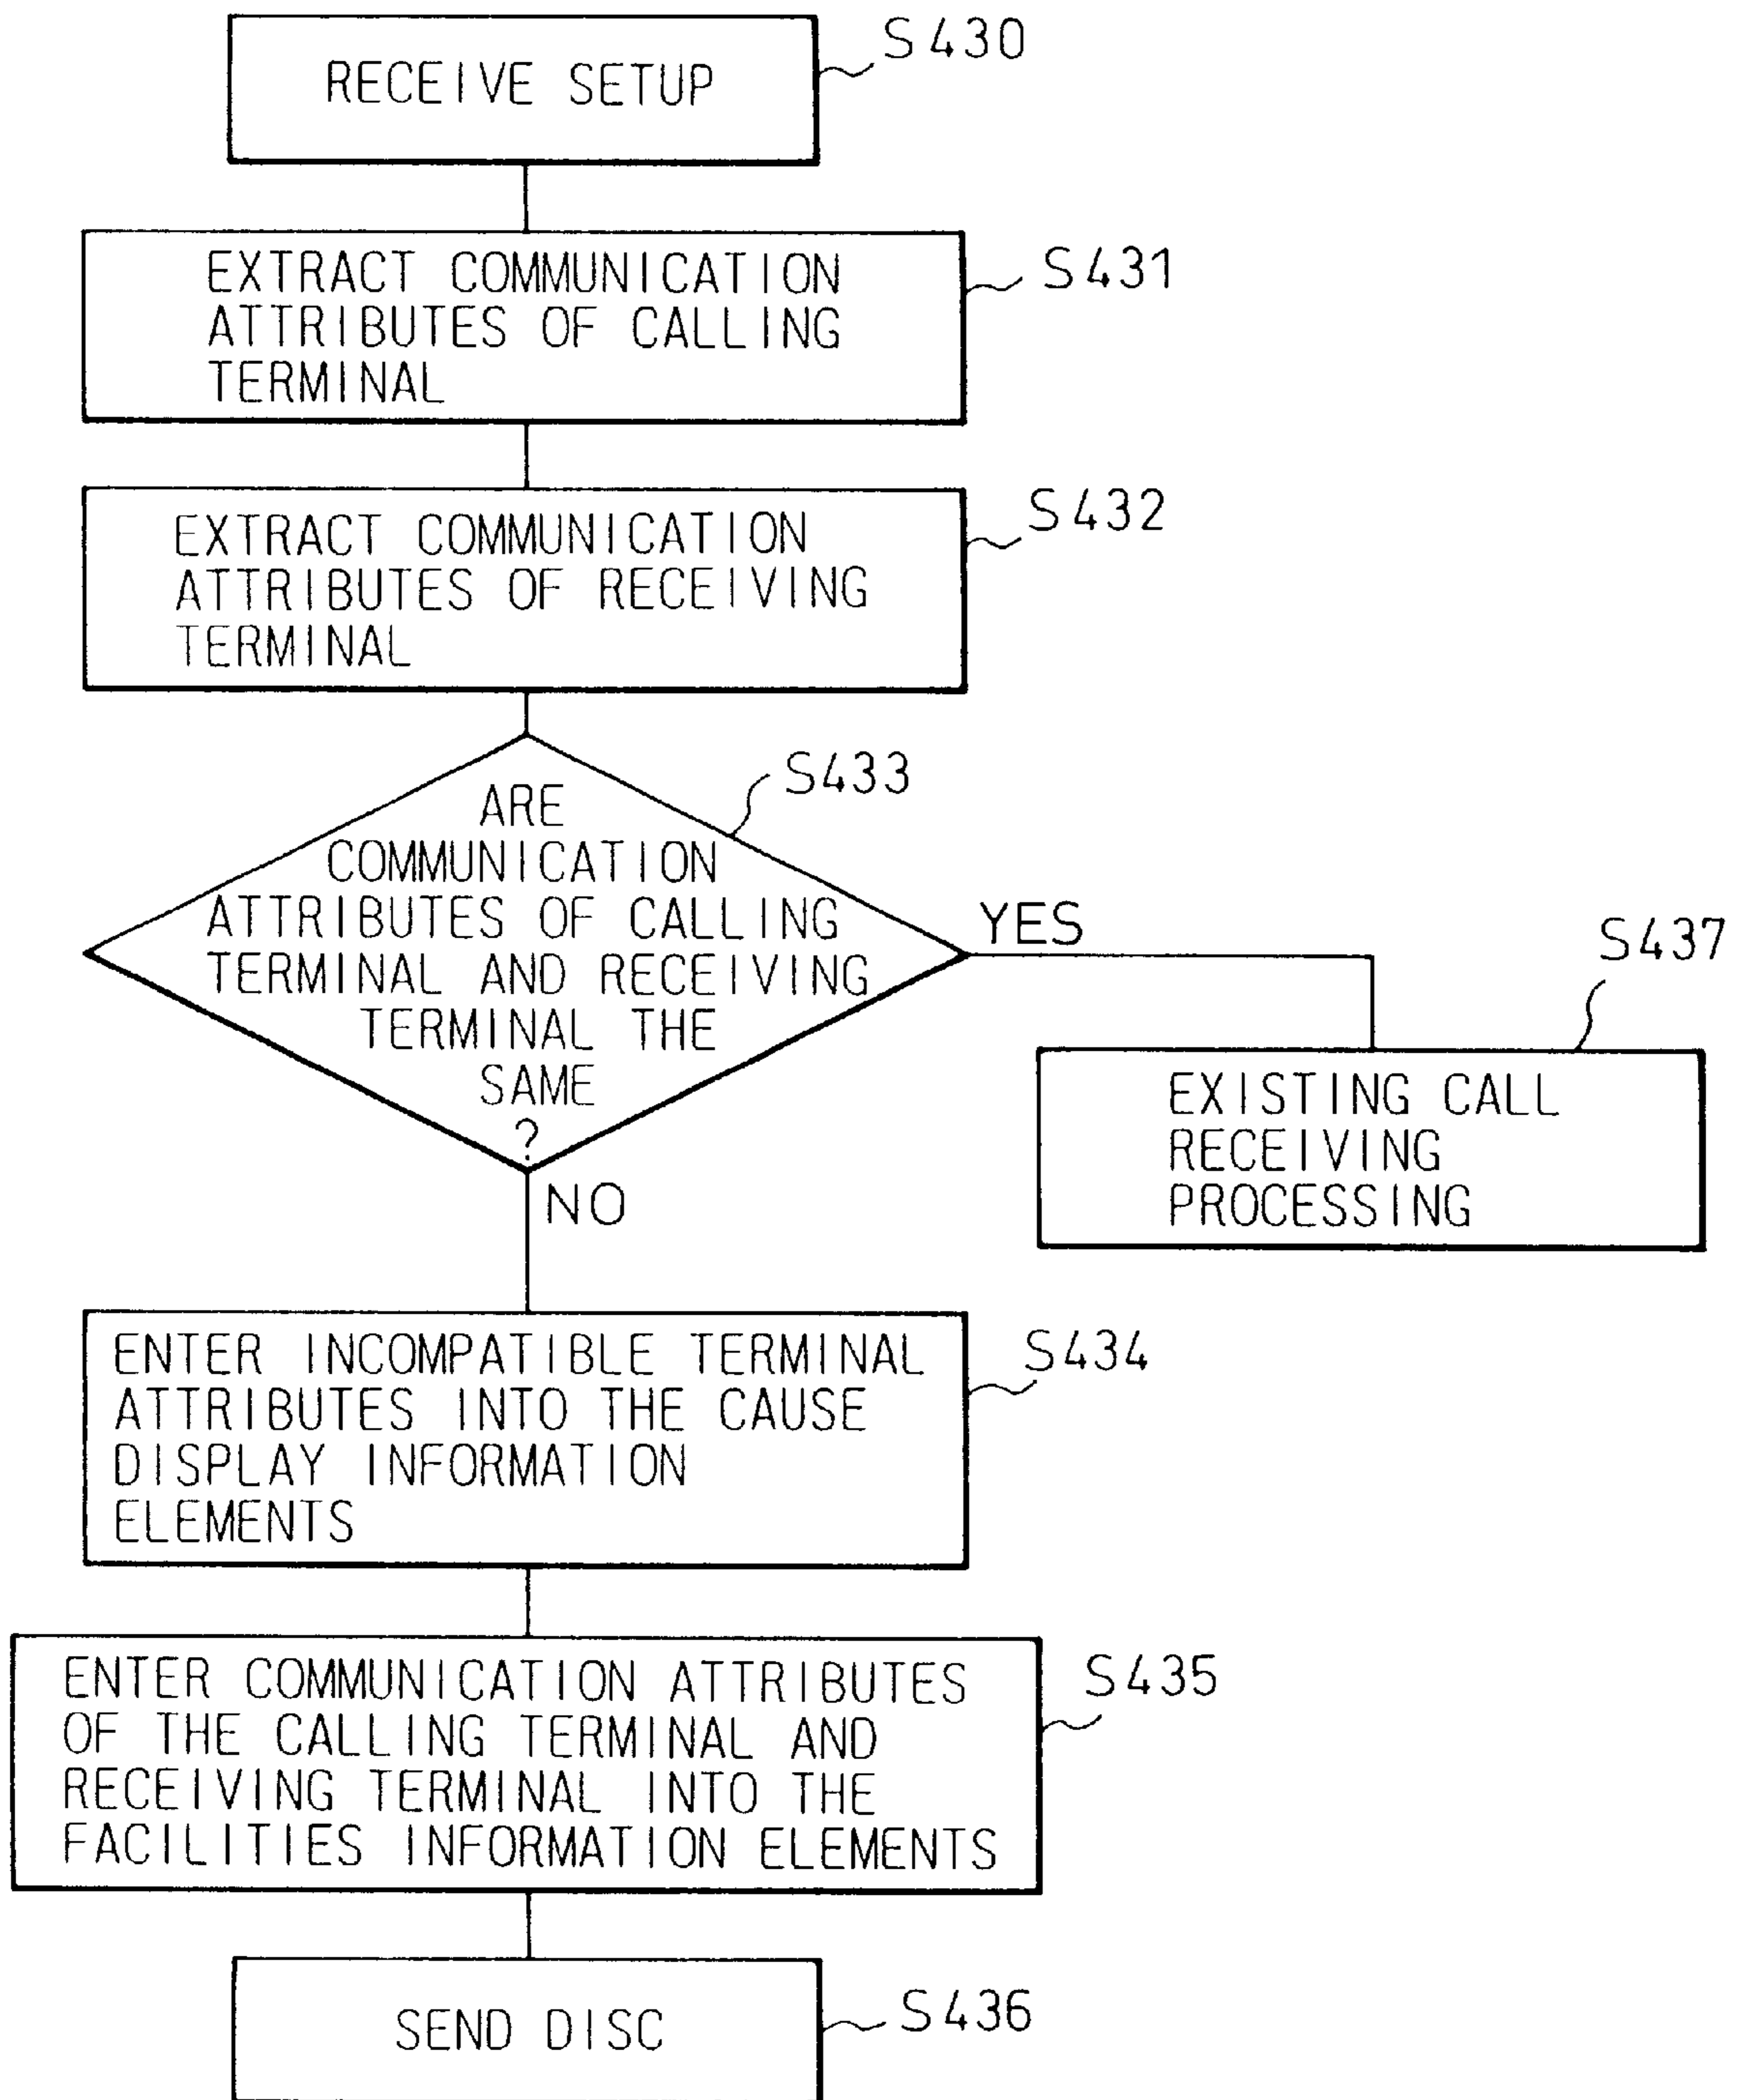 RECEIVE SETUP
S430
EXTRACT COMMUNICATION
ATTRIBUTES OF CALLING
TERMINAL
S431
EXTRACT COMMUNICATION
ATTRIBUTES OF RECEIVING
TERMINAL
S432
ARE
COMMUNICATION
ATTRIBUTES OF CALLING
TERMINAL AND RECEIVING
TERMINAL THE
SAME
?
S433
YES
S437
EXISTING CALL
RECEIVING
PROCESSING
NO
ENTER INCOMPATIBLE TERMINAL
ATTRIBUTES INTO THE CAUSE
DISPLAY INFORMATION
ELEMENTS
S434
ENTER COMMUNICATION ATTRIBUTES
OF THE CALLING TERMINAL AND
RECEIVING TERMINAL INTO THE
FACILITIES INFORMATION ELEMENTS
S435
SEND DISC
S436